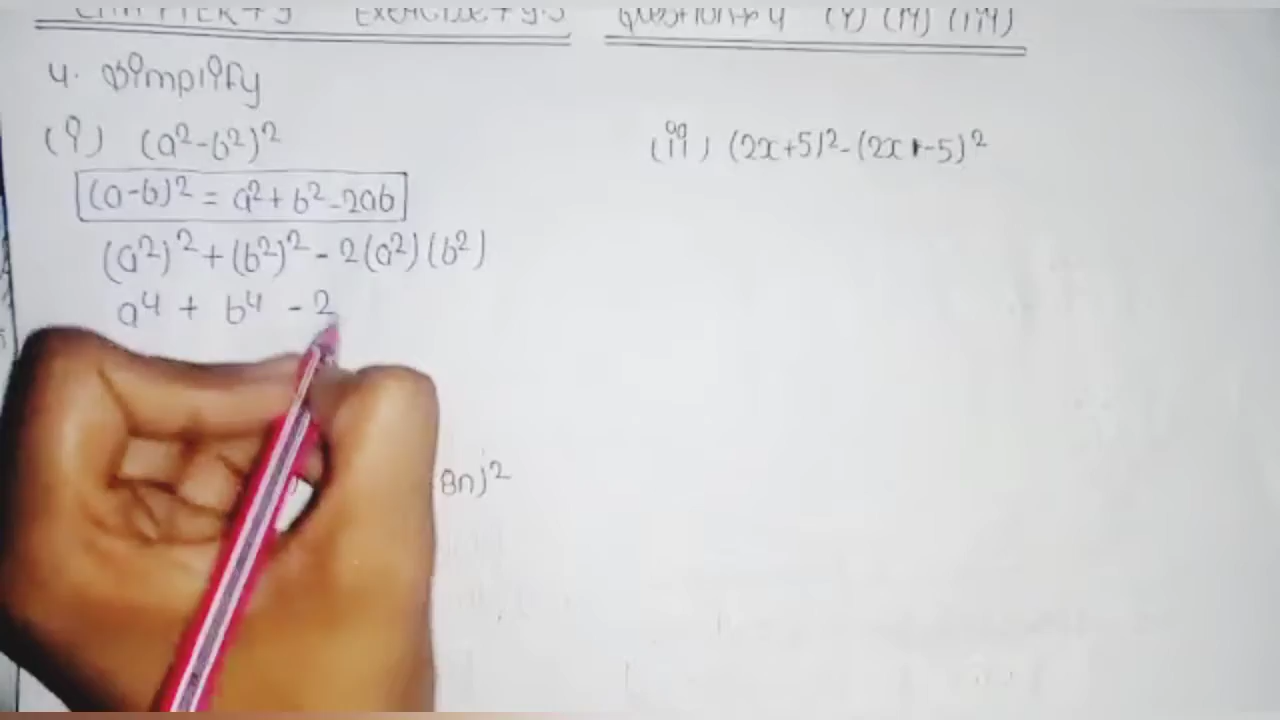 4. Simplify
(i) (a²-b²)²
(a-b)² = a²+b²-2ab
(a²)²+(b²)²-2(a²)(b²)
a⁴ + b⁴ - 2
8n)²
(ii) (2x+5)²-(2x-5)²